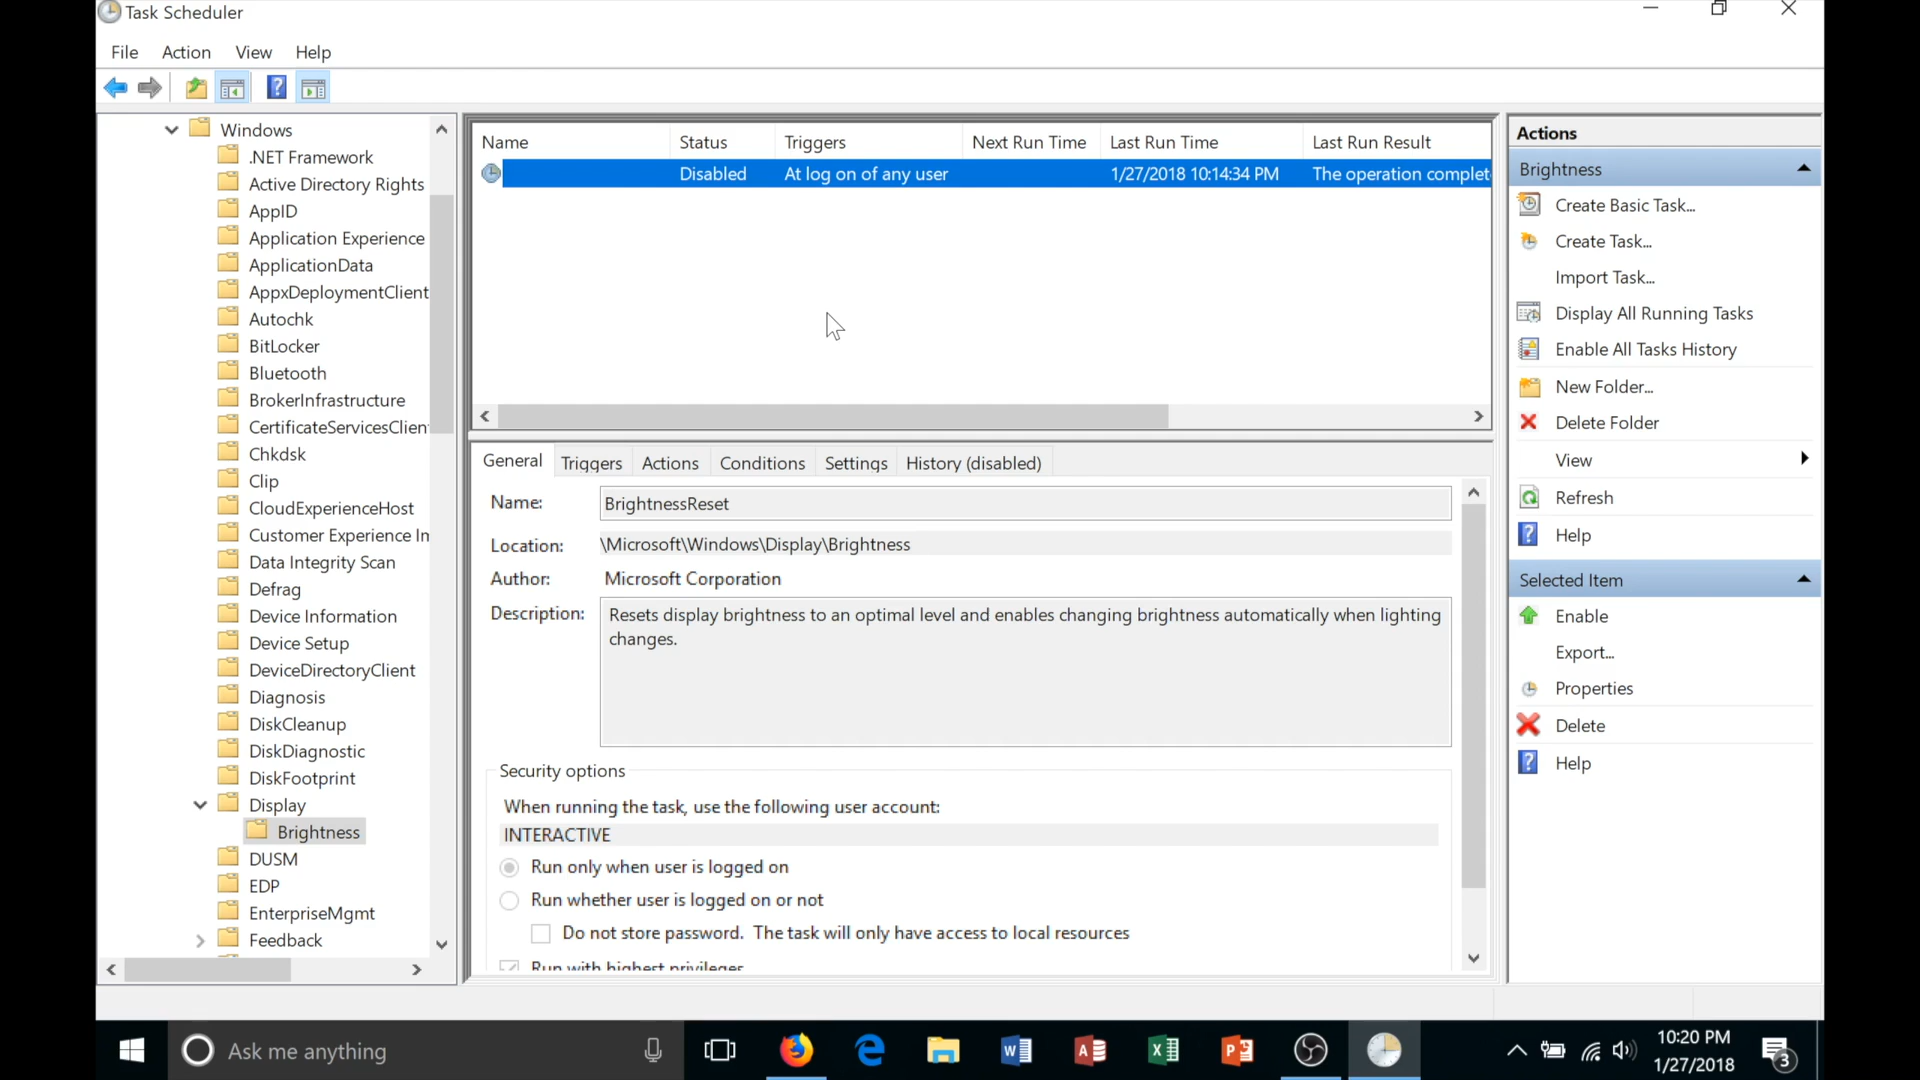 Task Scheduler
File Action View Help
Windows
.NET Framework
Active Directory Rights
AppID
Application Experience
ApplicationData
AppxDeploymentClient
Autochk
BitLocker
Bluetooth
BrokerInfrastructure
CertificateServicesClien
Chkdsk
Clip
CloudExperienceHost
Customer Experience In
Data Integrity Scan
Defrag
Device Information
Device Setup
DeviceDirectoryClient
Diagnosis
DiskCleanup
DiskDiagnostic
DiskFootprint
Display
Brightness
DUSM
EDP
EnterpriseMgmt
Feedback
Name Status Triggers Next Run Time Last Run Time Last Run Result
Disabled At log on of any user 1/27/2018 10:14:34 PM The operation complet
General Triggers Actions Conditions Settings History (disabled)
Name: BrightnessReset
Location: \Microsoft\Windows\Display\Brightness
Author: Microsoft Corporation
Description: Resets display brightness to an optimal level and enables changing brightness automatically when lighting
changes.
Security options
When running the task, use the following user account:
INTERACTIVE
Run only when user is logged on
Run whether user is logged on or not
Do not store password. The task will only have access to local resources
Run with highest privileges
Actions
Brightness
Create Basic Task...
Create Task...
Import Task...
Display All Running Tasks
Enable All Tasks History
New Folder...
Delete Folder
View
Refresh
Help
Selected Item
Enable
Export...
Properties
Delete
Help
Ask me anything
10:20 PM
1/27/2018
3